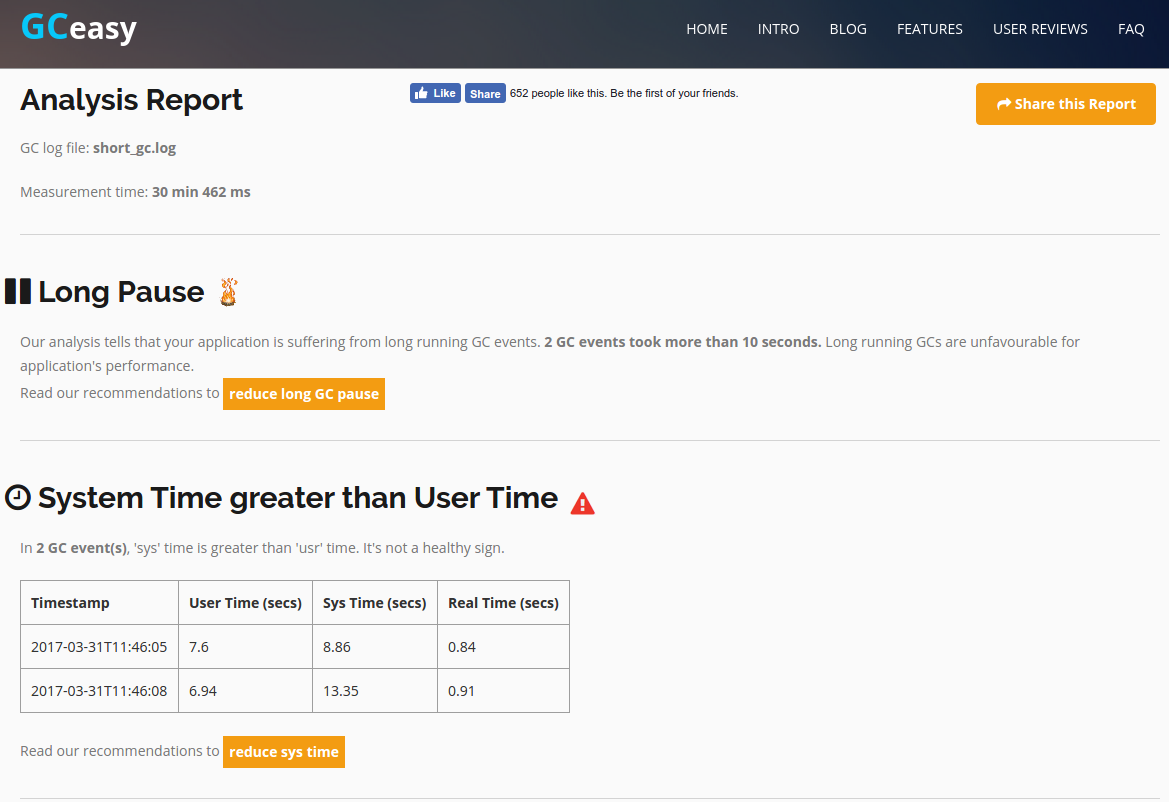 GCeasy
HOME INTRO BLOG FEATURES USER REVIEWS FAQ
Analysis Report
Like Share 652 people like this. Be the first of your friends.
Share this Report
GC log file: short_gc.log
Measurement time: 30 min 462 ms
Long Pause
Our analysis tells that your application is suffering from long running GC events. 2 GC events took more than 10 seconds. Long running GCs are unfavourable for
application's performance.
Read our recommendations to reduce long GC pause
System Time greater than User Time
In 2 GC event(s), 'sys' time is greater than 'usr' time. It's not a healthy sign.
Timestamp User Time (secs) Sys Time (secs) Real Time (secs)
2017-03-31T11:46:05 7.6 8.86 0.84
2017-03-31T11:46:08 6.94 13.35 0.91
Read our recommendations to reduce sys time